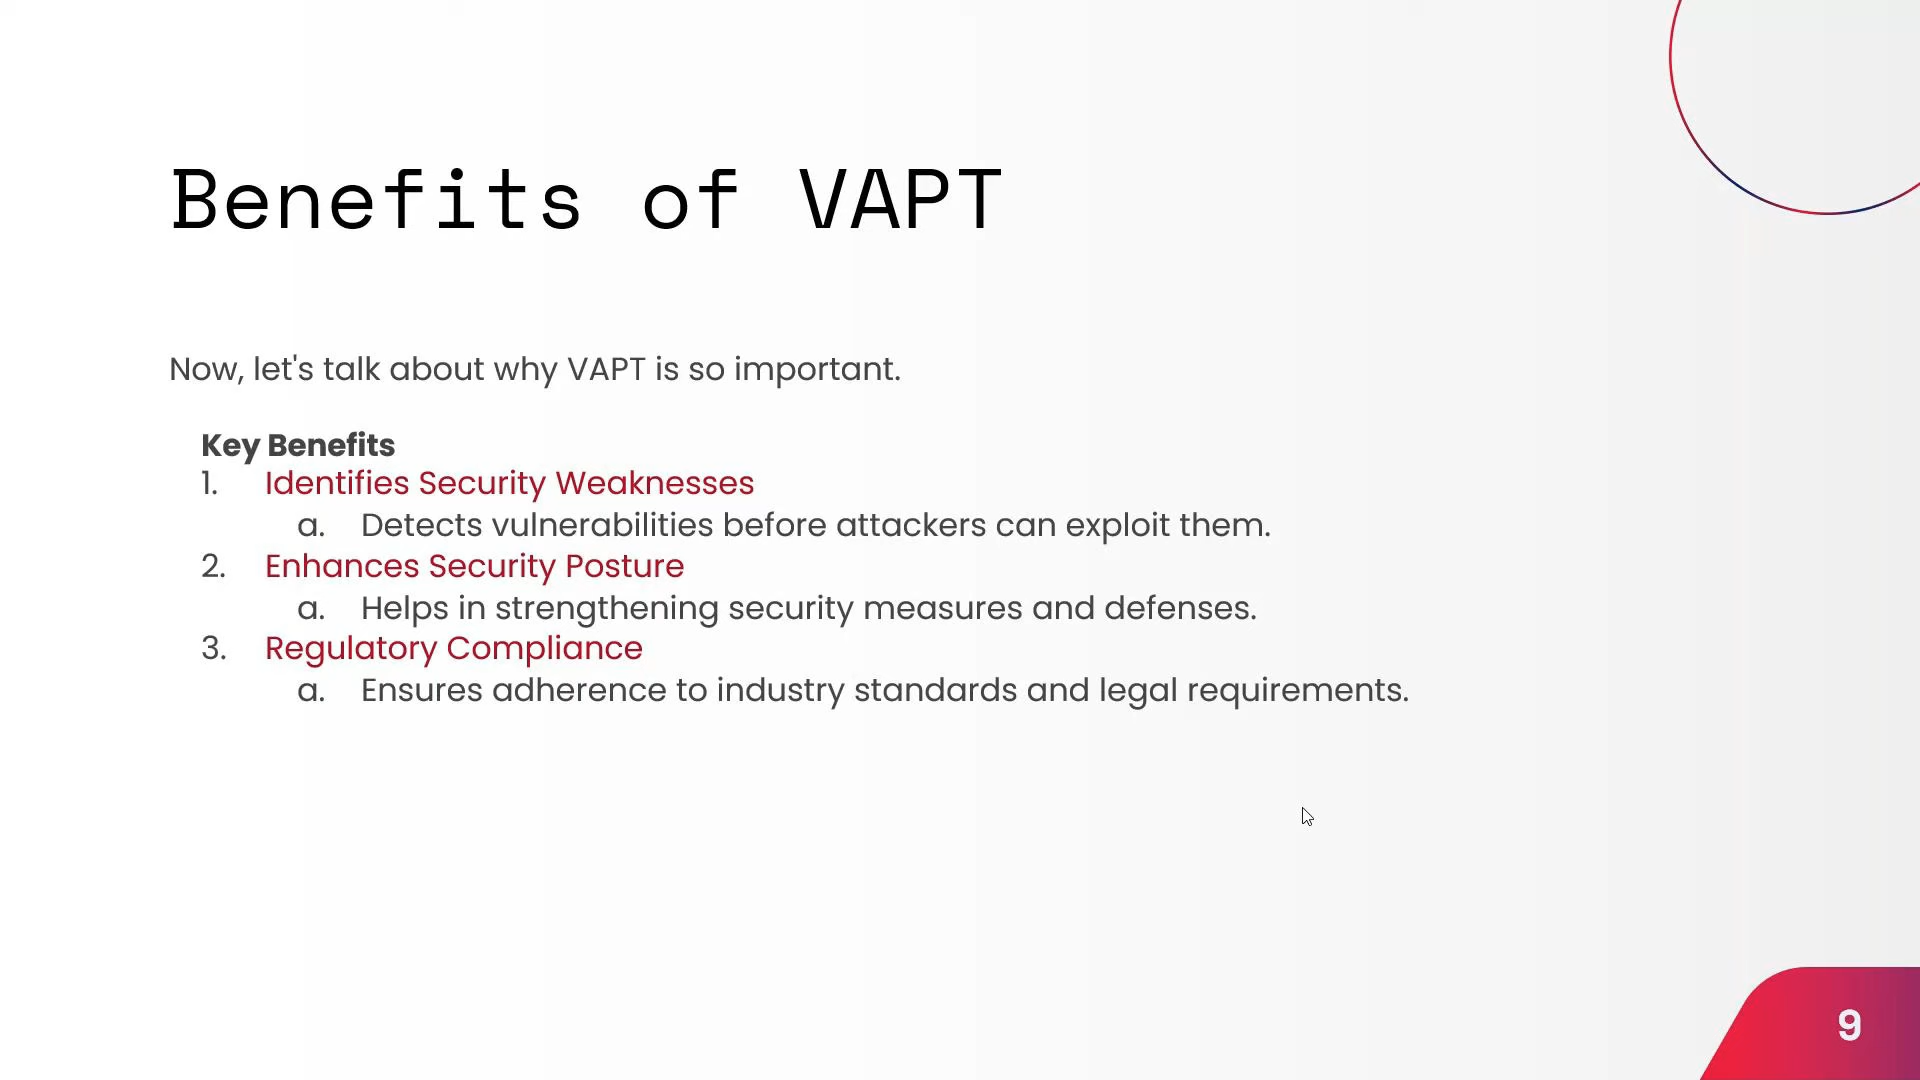 Benefits of VAPT
Now, let's talk about why VAPT is so important.
Key Benefits
1. Identifies Security Weaknesses
a. Detects vulnerabilities before attackers can exploit them.
2. Enhances Security Posture
a. Helps in strengthening security measures and defenses.
3. Regulatory Compliance
a. Ensures adherence to industry standards and legal requirements.
9